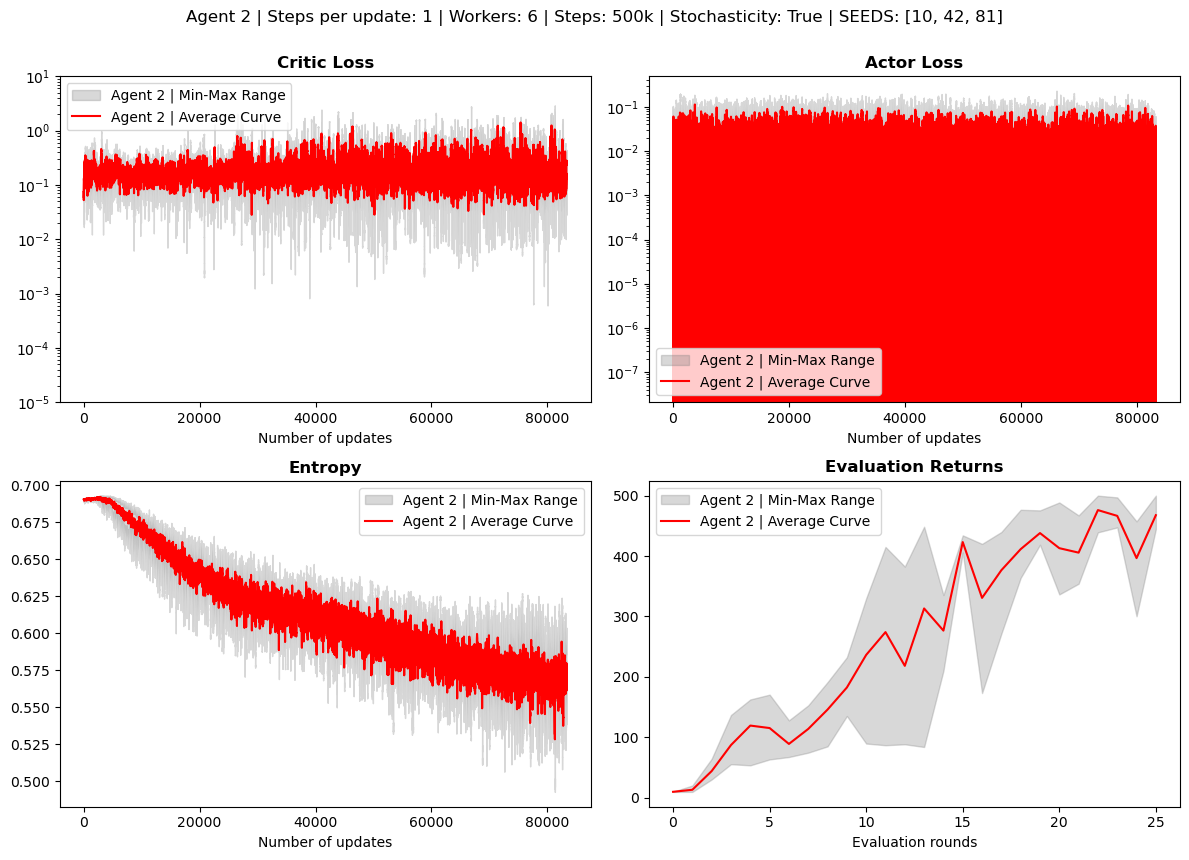 Agent 2 | Steps per update: 1 | Workers: 6 | Steps: 500k | Stochasticity: True | SEEDS: [10, 42, 81]
Critic Loss
10^1
10^0
10^-1
10^-2
10^-3
10^-4
10^-5
Agent 2 | Min-Max Range
Agent 2 | Average Curve
0 20000 40000 60000 80000
Number of updates
Actor Loss
10^-1
10^-2
10^-3
10^-4
10^-5
10^-6
10^-7
Agent 2 | Min-Max Range
Agent 2 | Average Curve
0 20000 40000 60000 80000
Number of updates
Entropy
0.700
0.675
0.650
0.625
0.600
0.575
0.550
0.525
0.500
Agent 2 | Min-Max Range
Agent 2 | Average Curve
0 20000 40000 60000 80000
Number of updates
Evaluation Returns
500
400
300
200
100
0
Agent 2 | Min-Max Range
Agent 2 | Average Curve
0 5 10 15 20 25
Evaluation rounds